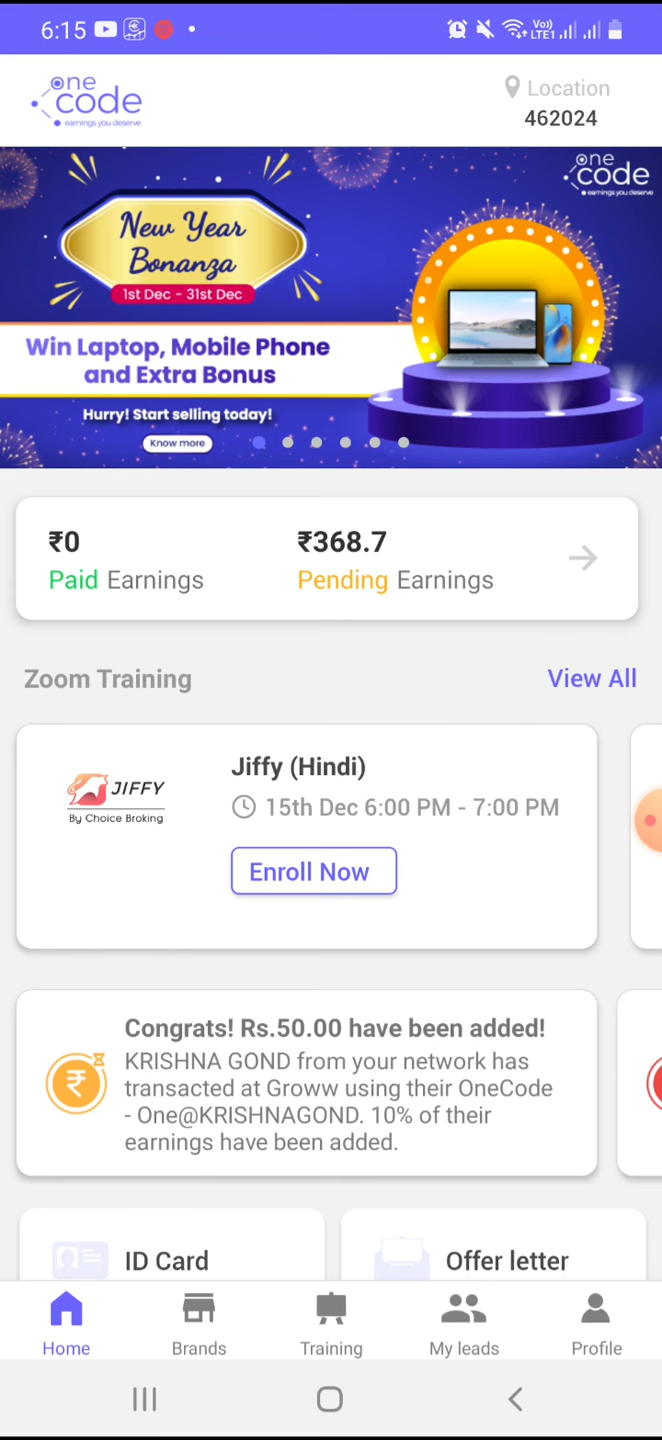 6:15
Vo))
LTE1
One
code
earnings you deserve
Location
462024
One
code
earnings you deserve
New Year
Bonanza
1st Dec - 31st Dec
Win Laptop, Mobile Phone
and Extra Bonus
Hurry! Start selling today!
Know more
₹0
₹368.7
Paid Earnings
Pending Earnings
Zoom Training
View All
JIFFY
By Choice Broking
Jiffy (Hindi)
15th Dec 6:00 PM - 7:00 PM
Enroll Now
Congrats! Rs.50.00 have been added!
KRISHNA GOND from your network has
transacted at Groww using their OneCode
- One@KRISHNAGOND. 10% of their
earnings have been added.
ID Card
Offer letter
Home
Brands
Training
My leads
Profile